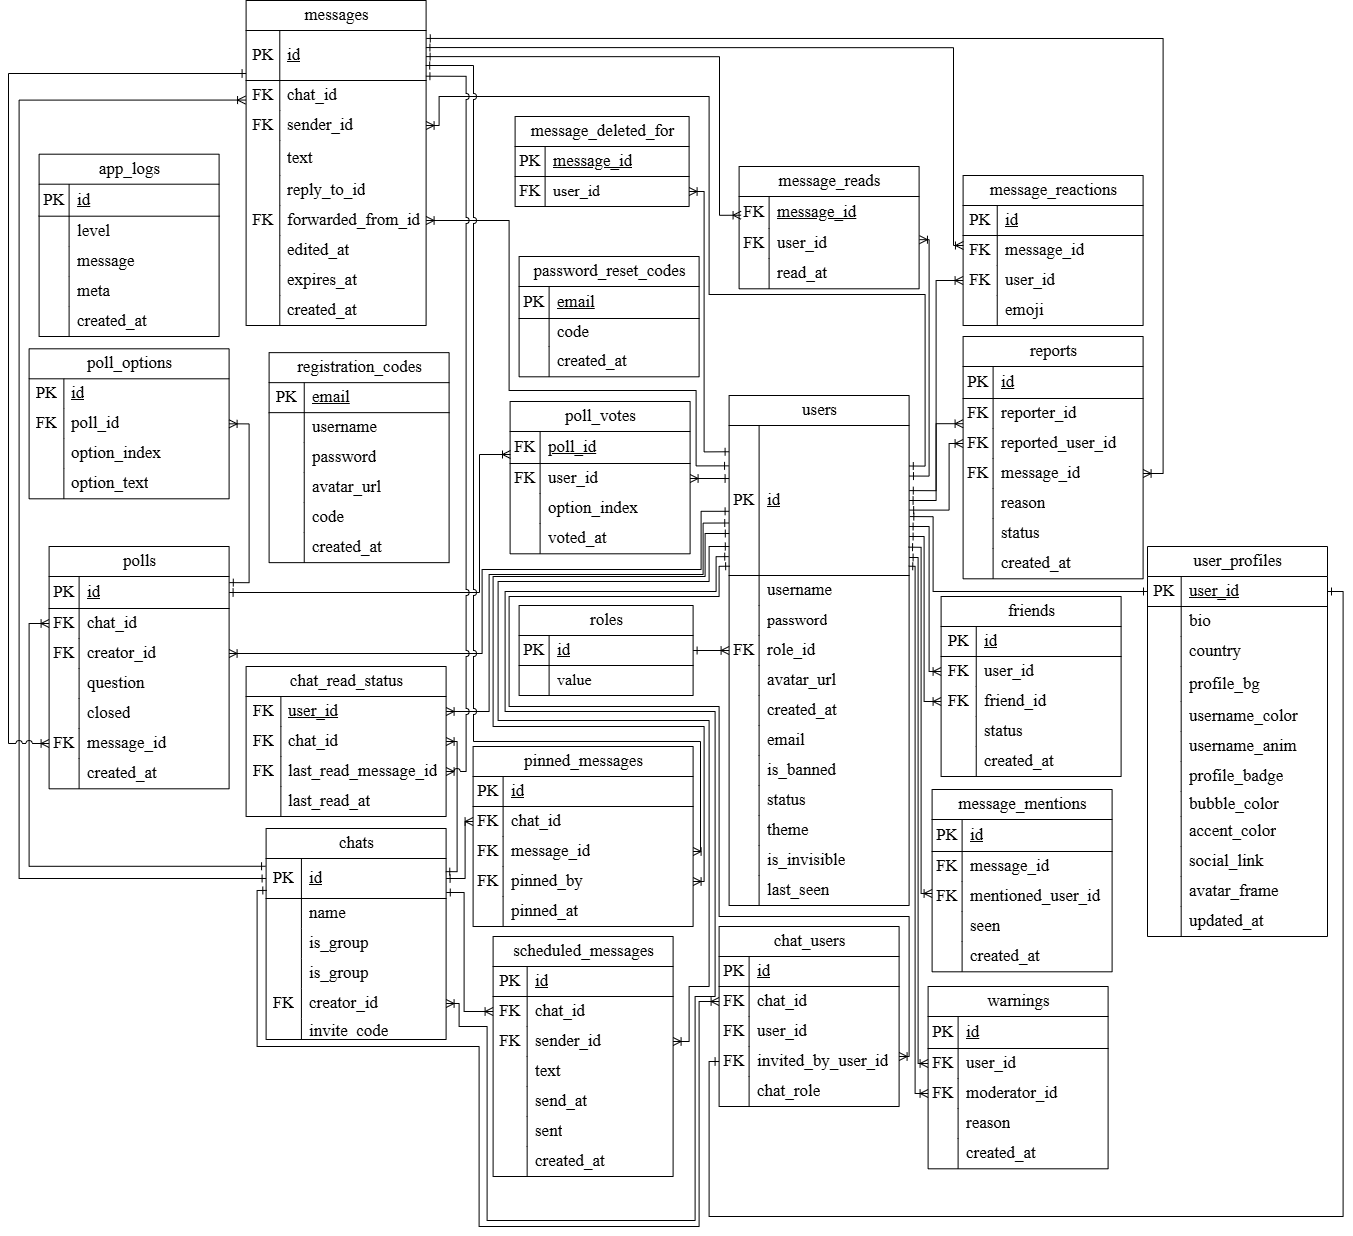 messages
PK id
FK chat_id
FK sender_id
text
reply_to_id
FK forwarded_from_id
edited_at
expires_at
created_at
message_deleted_for
PK message_id
FK user_id
message_reads
FK message_id
FK user_id
read_at
message_reactions
PK id
FK message_id
FK user_id
emoji
app_logs
PK id
level
message
meta
created_at
password_reset_codes
PK email
code
created_at
reports
PK id
FK reporter_id
FK reported_user_id
FK message_id
reason
status
created_at
poll_options
PK id
FK poll_id
option_index
option_text
registration_codes
PK email
username
password
avatar_url
code
created_at
poll_votes
FK poll_id
FK user_id
option_index
voted_at
users
PK id
username
password
FK role_id
avatar_url
created_at
email
is_banned
status
theme
is_invisible
last_seen
polls
PK id
FK chat_id
FK creator_id
question
closed
FK message_id
created_at
roles
PK id
value
user_profiles
PK user_id
bio
country
profile_bg
username_color
username_anim
profile_badge
bubble_color
accent_color
social_link
avatar_frame
updated_at
friends
PK id
FK user_id
FK friend_id
status
created_at
chat_read_status
FK user_id
FK chat_id
FK last_read_message_id
last_read_at
pinned_messages
PK id
FK chat_id
FK message_id
FK pinned_by
pinned_at
message_mentions
PK id
FK message_id
FK mentioned_user_id
seen
created_at
chats
PK id
name
is_group
is_group
FK creator_id
invite_code
scheduled_messages
PK id
FK chat_id
FK sender_id
text
send_at
sent
created_at
chat_users
PK id
FK chat_id
FK user_id
FK invited_by_user_id
chat_role
warnings
PK id
FK user_id
FK moderator_id
reason
created_at